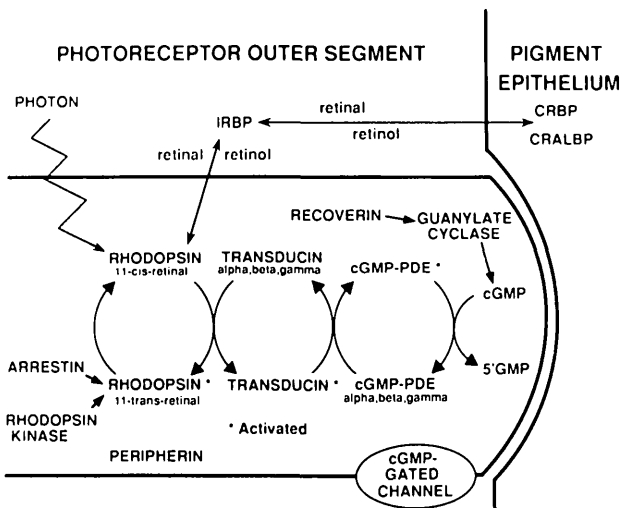 PHOTORECEPTOR OUTER SEGMENT
PIGMENT
EPITHELIUM
PHOTON
IRBP
retinal
retinol
CRBP
CRALBP
retinal
retinol
RECOVERIN
GUANYLATE
CYCLASE
RHODOPSIN
11-cis-retinal
TRANSDUCIN
alpha,beta,gamma
cGMP-PDE *
cGMP
ARRESTIN
RHODOPSIN *
11-trans-retinal
TRANSDUCIN *
cGMP-PDE
alpha,beta,gamma
5'GMP
RHODOPSIN
KINASE
* Activated
PERIPHERIN
cGMP-
GATED
CHANNEL